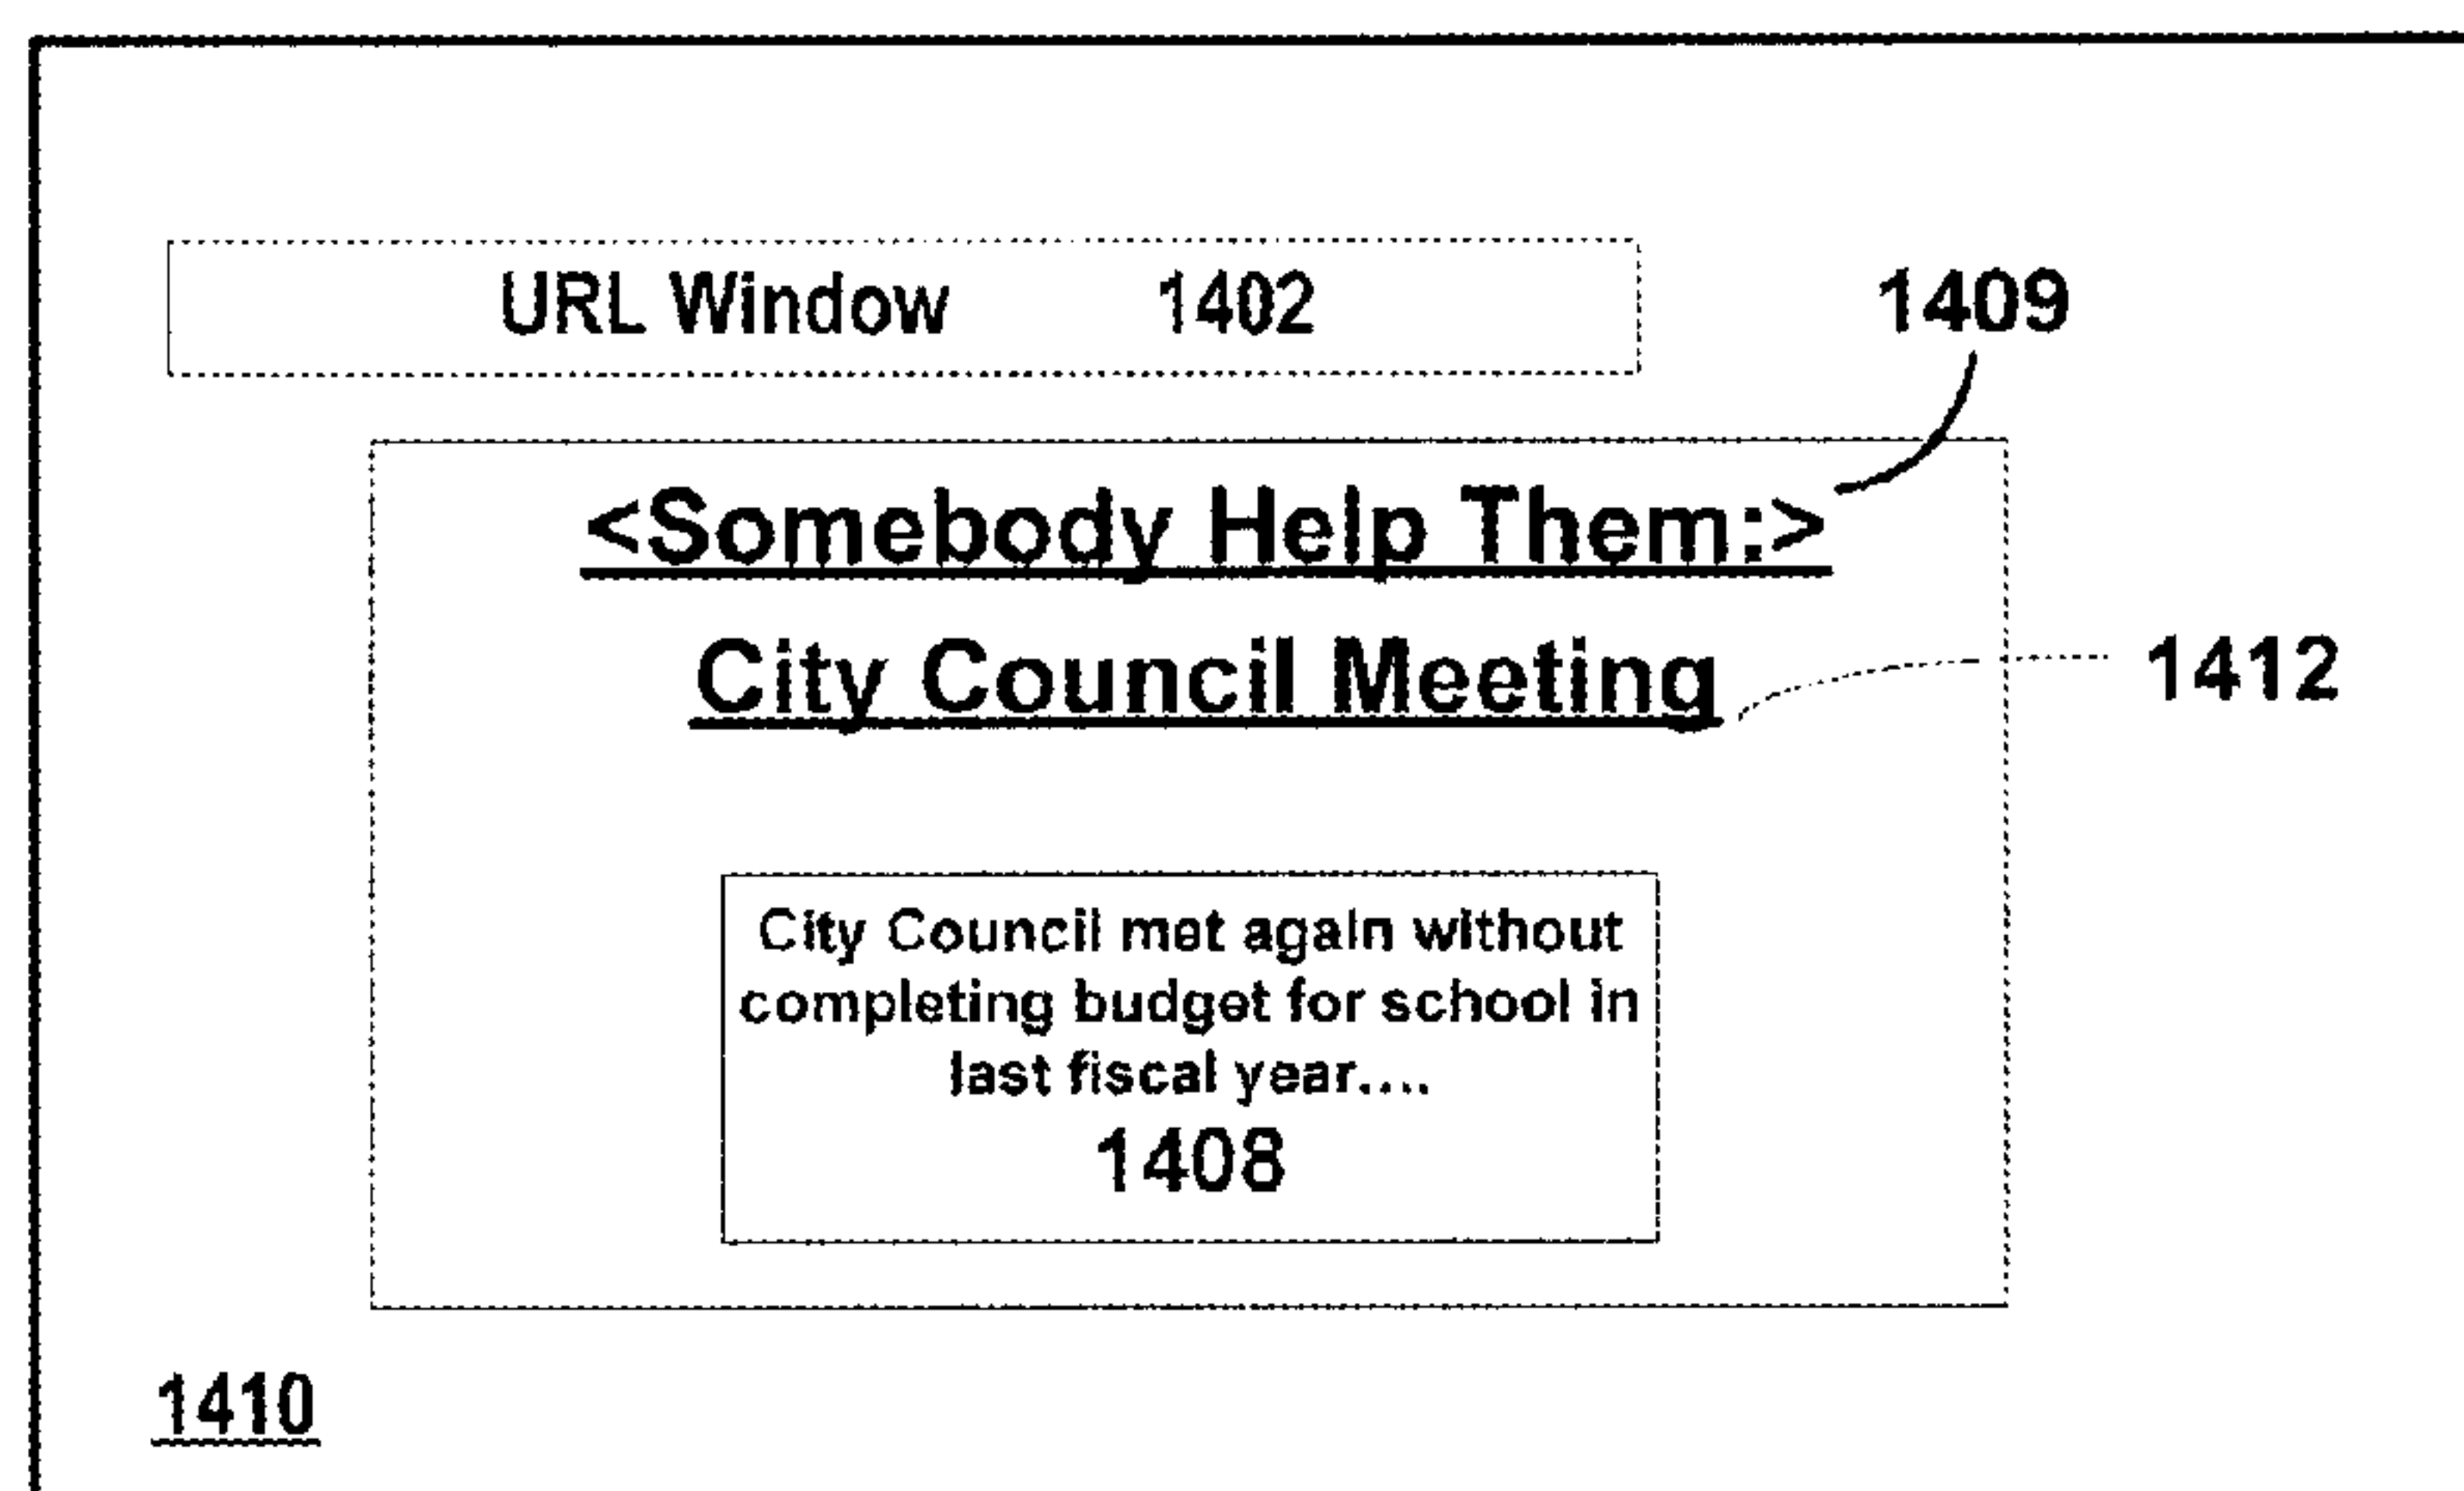 URL Window 1402
1409
<Somebody Help Them:>
City Council Meeting
1412
City Council met again without
completing budget for school in
last fiscal year....
1408
1410